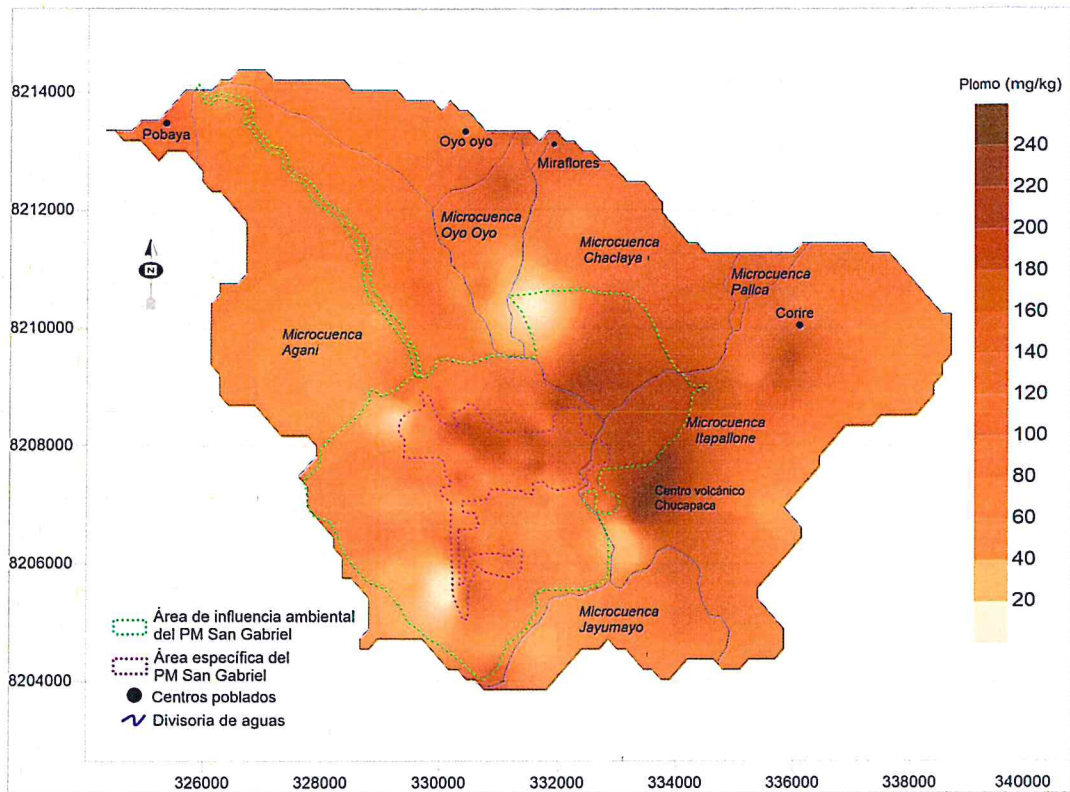 Plomo (mg/kg)
8214000
8212000
8210000
8208000
8206000
8204000
Pobaya
Oyo oyo
Miraflores
Microcuenca
Oyo Oyo
Microcuenca
Chaclaya
Microcuenca
Pallca
Corire
Microcuenca
Agani
Microcuenca
Itapallone
Centro volcánico
Chucapaca
Microcuenca
Jayumayo
N
240
220
200
180
160
140
120
100
80
60
40
20
Área de influencia ambiental
del PM San Gabriel
Área específica del
PM San Gabriel
Centros poblados
Divisoria de aguas
326000
328000
330000
332000
334000
336000
338000
340000